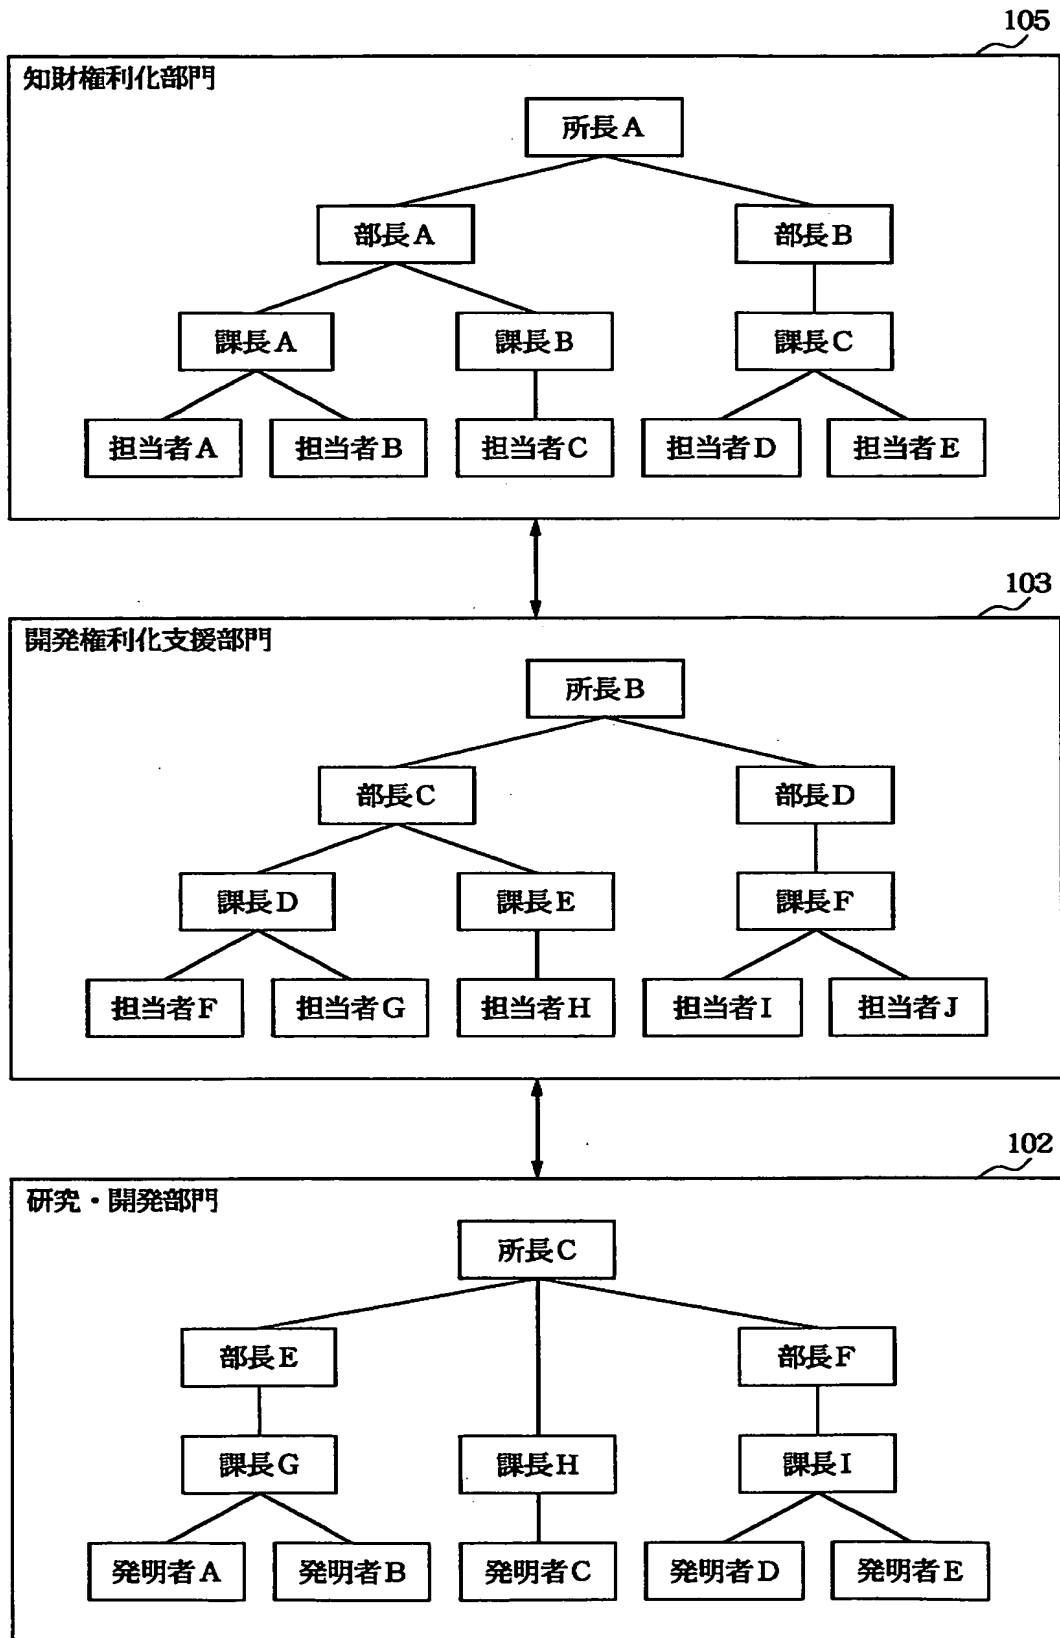 105
知財権利化部門
所長A
部長A
部長B
課長A
課長B
課長C
担当者A
担当者B
担当者C
担当者D
担当者E
103
開発権利化支援部門
所長B
部長C
部長D
課長D
課長E
課長F
担当者F
担当者G
担当者H
担当者I
担当者J
102
研究・開発部門
所長C
部長E
部長F
課長G
課長H
課長I
発明者A
発明者B
発明者C
発明者D
発明者E